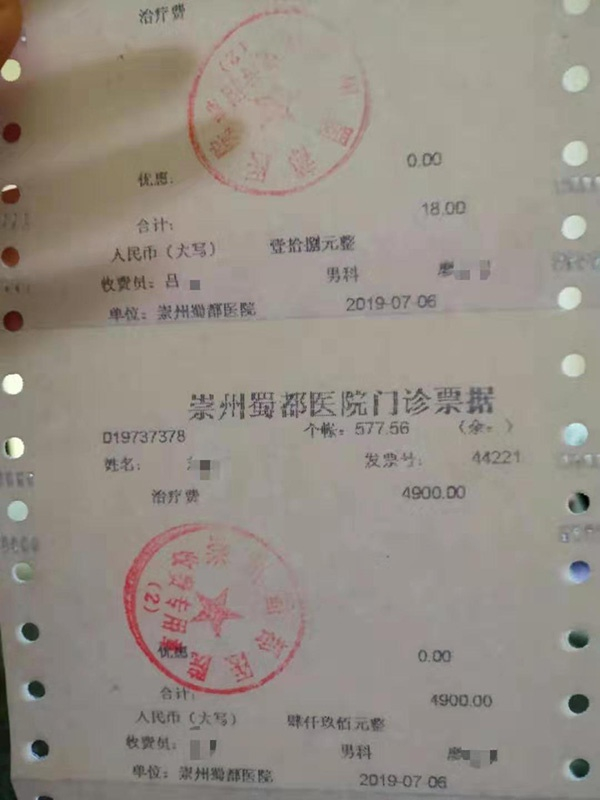 治疗费
优惠: 0.00
合计: 18.00
人民币（大写） 壹拾捌元整
收费员: 吕 男科 廖
单位: 崇州蜀都医院 2019-07-06
崇州蜀都医院门诊票据
D19737378 个帐: 577.56 (余: )
姓名: 发票号: 44221
治疗费 4900.00
收费专用章
(2)
优惠 0.00
合计: 4900.00
人民币（大写） 肆仟玖佰元整
收费员: 男科 廖
单位: 崇州蜀都医院 2019-07-06